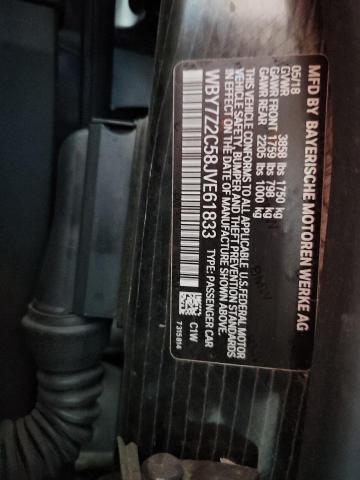 MFD BY BAYERISCHE MOTOREN WERKE AG
05/18
GVWR 3858 lbs 1750 kg
GAWR FRONT 1759 lbs 798 kg
GAWR REAR 2205 lbs 1000 kg
THIS VEHICLE CONFORMS TO ALL APPLICABLE U.S.FEDERAL MOTOR
VEHICLE SAFETY, BUMPER AND THEFT PREVENTION STANDARDS
IN EFFECT ON THE DATE OF MANUFACTURE SHOWN ABOVE.
WBY7Z2C58JVE61833 TYPE: PASSENGER CAR
C1W
7315814